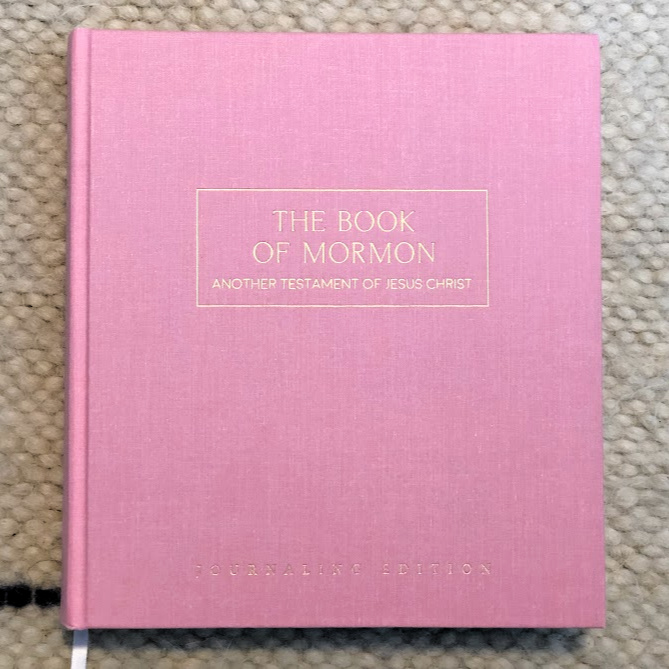 THE BOOK
OF MORMON
ANOTHER TESTAMENT OF JESUS CHRIST
JOURNALING EDITION